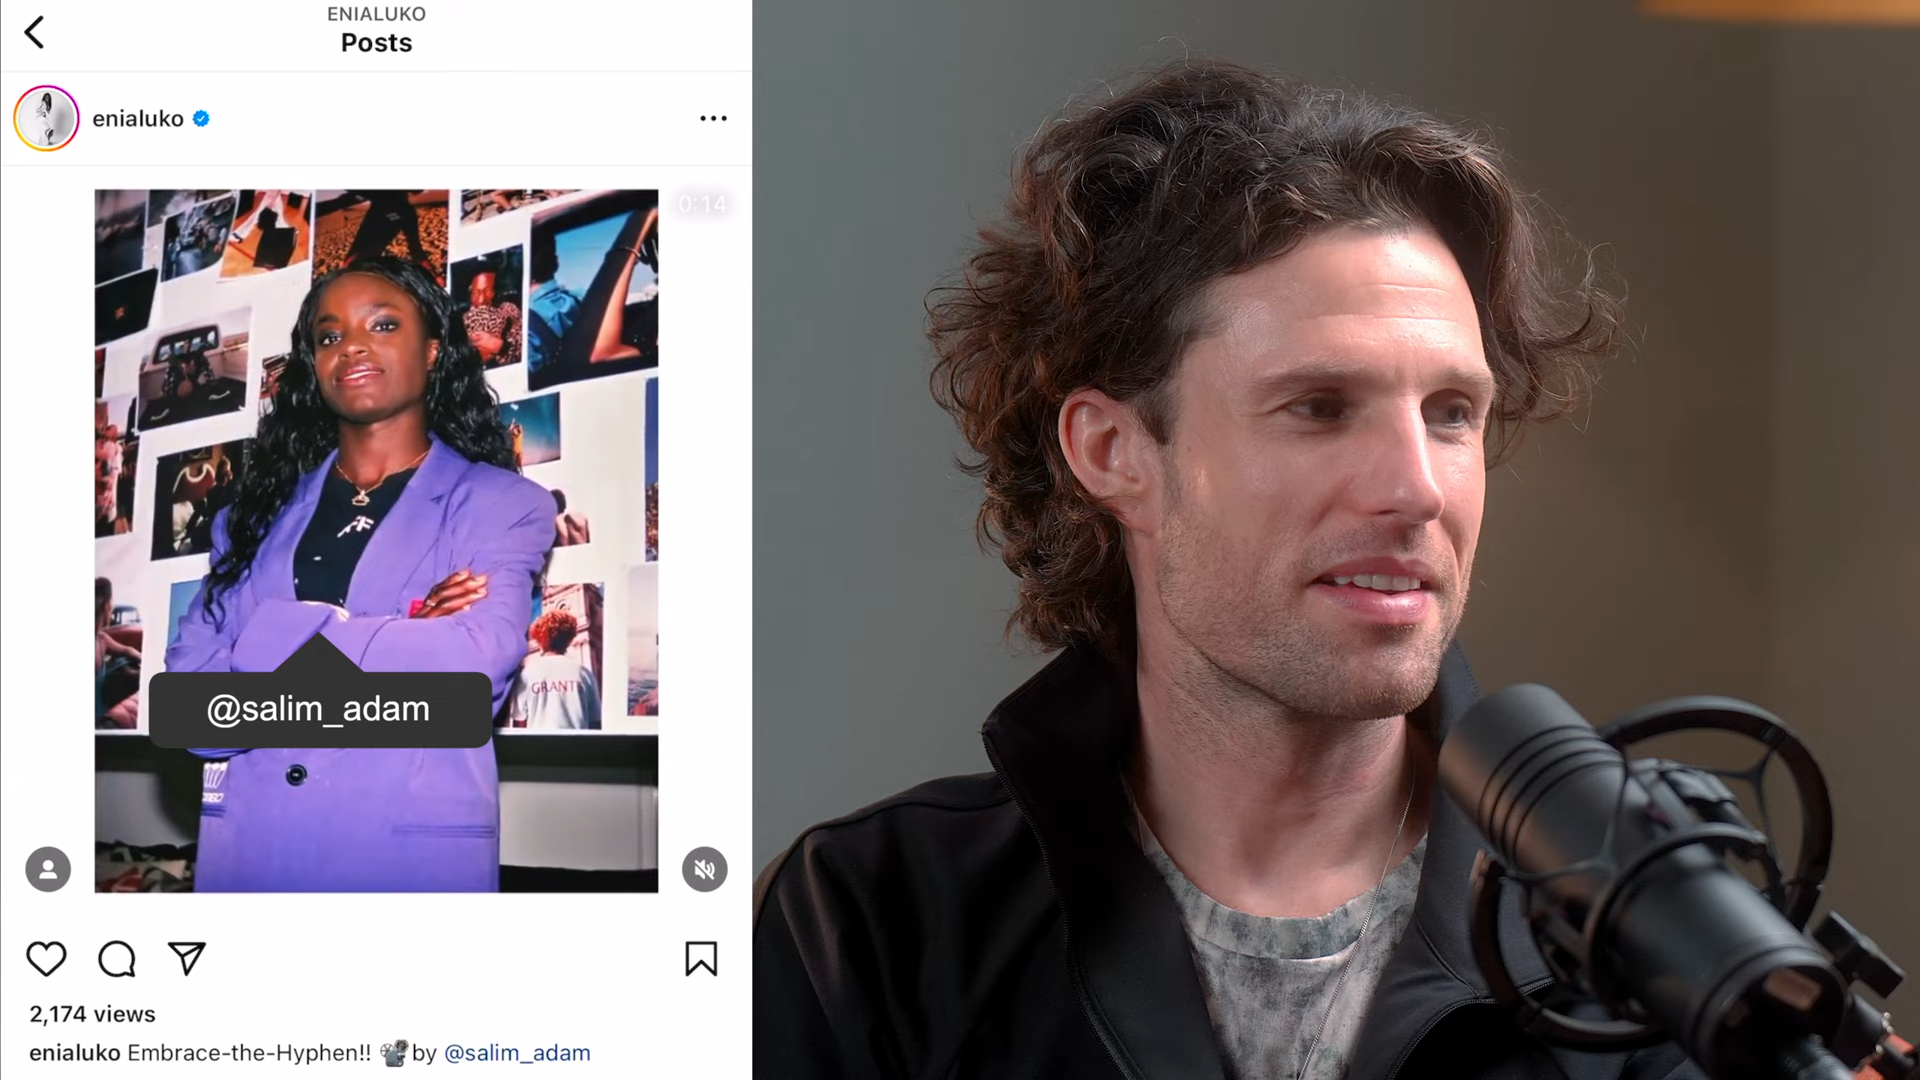 ENIALUKO
Posts
enialuko
0:14
GRANT
@salim_adam
2,174 views
enialuko Embrace-the-Hyphen!! 📽️by @salim_adam